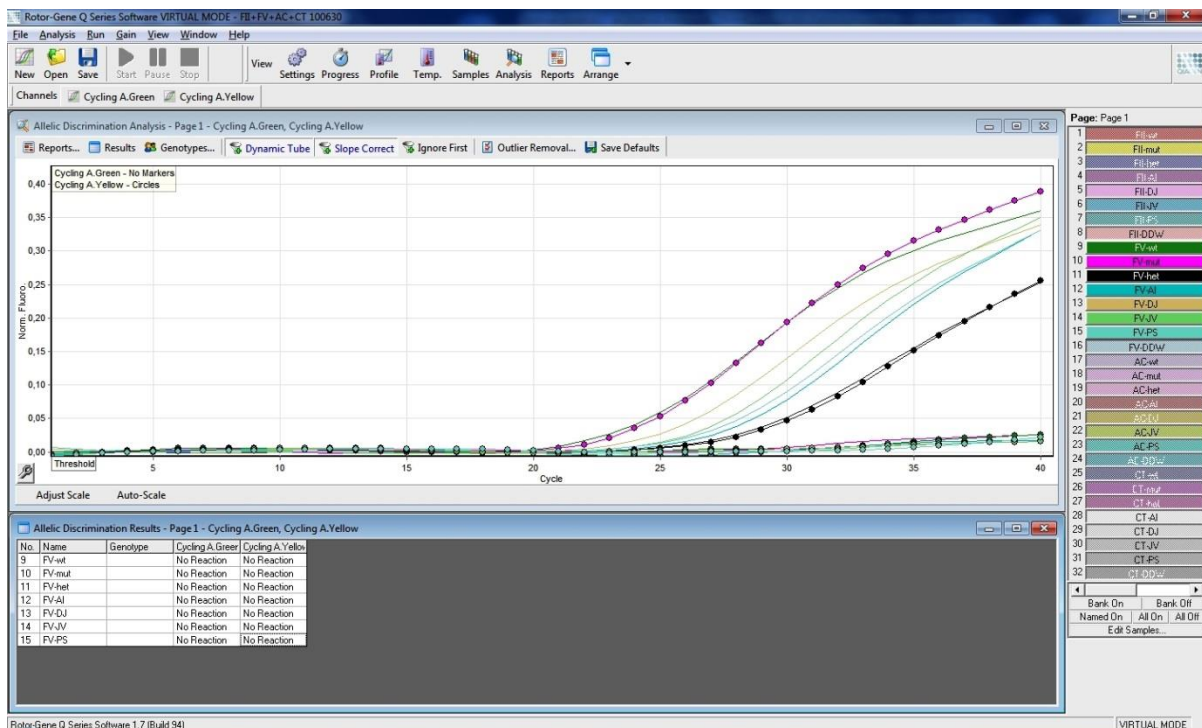 Rotor-Gene Q Series Software VIRTUAL MODE - FII+FV+AC+CT 100630
File Analysis Run Gain View Window Help
New Open Save Start Pause Stop View Settings Progress Profile Temp. Samples Analysis Reports Arrange
Channels Cycling A.Green Cycling A.Yellow
Allelic Discrimination Analysis - Page 1 - Cycling A.Green, Cycling A.Yellow
Reports... Results Genotypes... Dynamic Tube Slope Correct Ignore First Outlier Removal... Save Defaults
Cycling A.Green - No Markers
Cycling A.Yellow - Circles
Norm. Fluoro.
0,40
0,35
0,30
0,25
0,20
0,15
0,10
0,05
0,00
Threshold
5 10 15 20 25 30 35 40
Cycle
Adjust Scale Auto-Scale
Allelic Discrimination Results - Page 1 - Cycling A.Green, Cycling A.Yellow
No. Name Genotype Cycling A.Green Cycling A.Yellow
9 FV-wt No Reaction No Reaction
10 FV-mut No Reaction No Reaction
11 FV-het No Reaction No Reaction
12 FV-AI No Reaction No Reaction
13 FV-DJ No Reaction No Reaction
14 FV-JV No Reaction No Reaction
15 FV-PS No Reaction No Reaction
Page: Page 1
1 FII-wt
2 FII-mut
3 FII-het
4 FII-AI
5 FII-DJ
6 FII-JV
7 FII-PS
8 FII-DDW
9 FV-wt
10 FV-mut
11 FV-het
12 FV-AI
13 FV-DJ
14 FV-JV
15 FV-PS
16 FV-DDW
17 AC-wt
18 AC-mut
19 AC-het
20 AC-AI
21 AC-DJ
22 AC-JV
23 AC-PS
24 AC-DDW
25 CT-wt
26 CT-mut
27 CT-het
28 CT-AI
29 CT-DJ
30 CT-JV
31 CT-PS
32 CT-DDW
Bank On Bank Off
Named On All On All Off
Edit Samples...
Rotor-Gene Q Series Software 1.7 (Build 94) VIRTUAL MODE